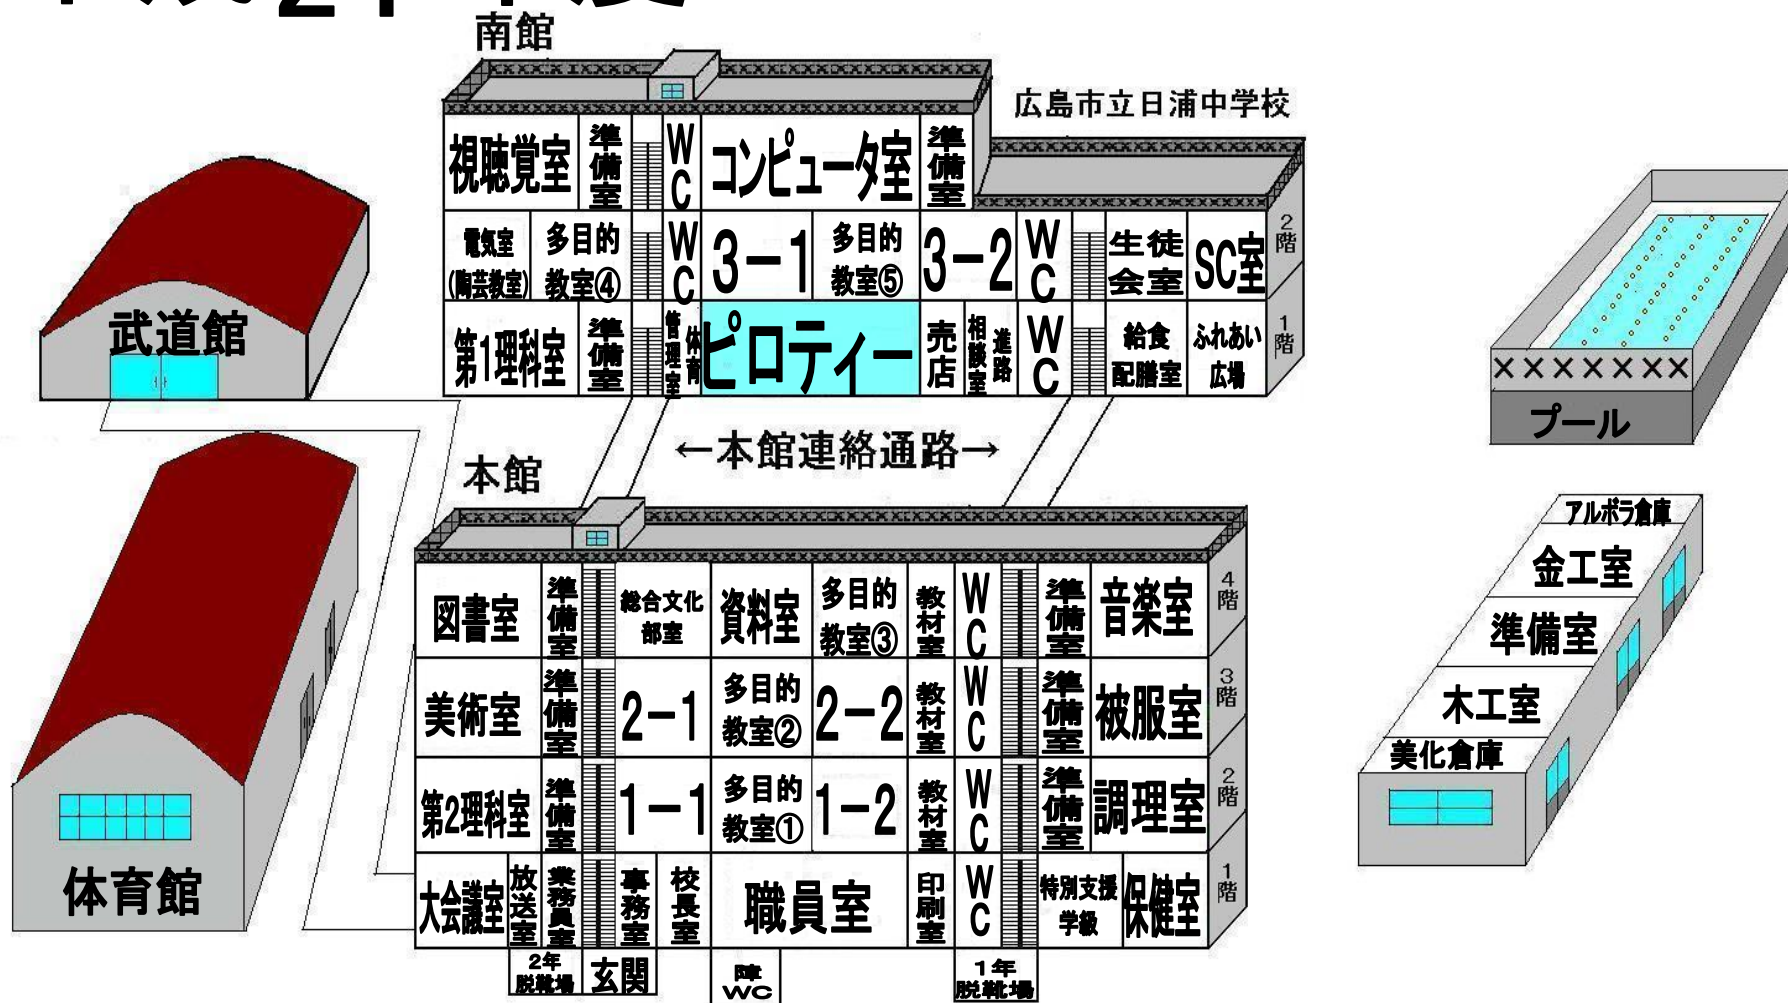 南館
広島市立日浦中学校
視聴覚室
準備室
WC
コンピュータ室
準備室
電気室
(陶芸教室)
多目的
教室④
WC
3－1
多目的
教室⑤
3－2
WC
生徒
会室
SC室
2階
第1理科室
準備室
体育
管理室
ピロティー
売店
進路
相談室
WC
給食
配膳室
ふれあい
広場
1階
武道館
プール
←本館連絡通路→
本館
図書室
準備室
総合文化
部室
資料室
多目的
教室③
教材室
WC
準備室
音楽室
4階
美術室
準備室
2－1
多目的
教室②
2－2
教材室
WC
準備室
被服室
3階
第2理科室
準備室
1－1
多目的
教室①
1－2
教材室
WC
準備室
調理室
2階
大会議室
放送室
業務員室
事務室
校長室
職員室
印刷室
WC
特別支援
学級
保健室
1階
2年
脱靴場
玄関
障
WC
1年
脱靴場
体育館
アルボラ倉庫
金工室
準備室
木工室
美化倉庫